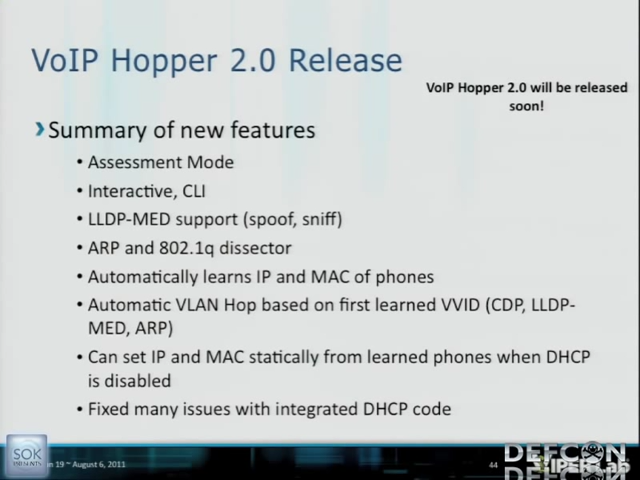 VoIP Hopper 2.0 Release
VoIP Hopper 2.0 will be released
soon!
Summary of new features
• Assessment Mode
• Interactive, CLI
• LLDP-MED support (spoof, sniff)
• ARP and 802.1q dissector
• Automatically learns IP and MAC of phones
• Automatic VLAN Hop based on first learned VVID (CDP, LLDP-
MED, ARP)
• Can set IP and MAC statically from learned phones when DHCP
is disabled
• Fixed many issues with integrated DHCP code
SOK
19 ~ August 6, 2011
44
DEFCON